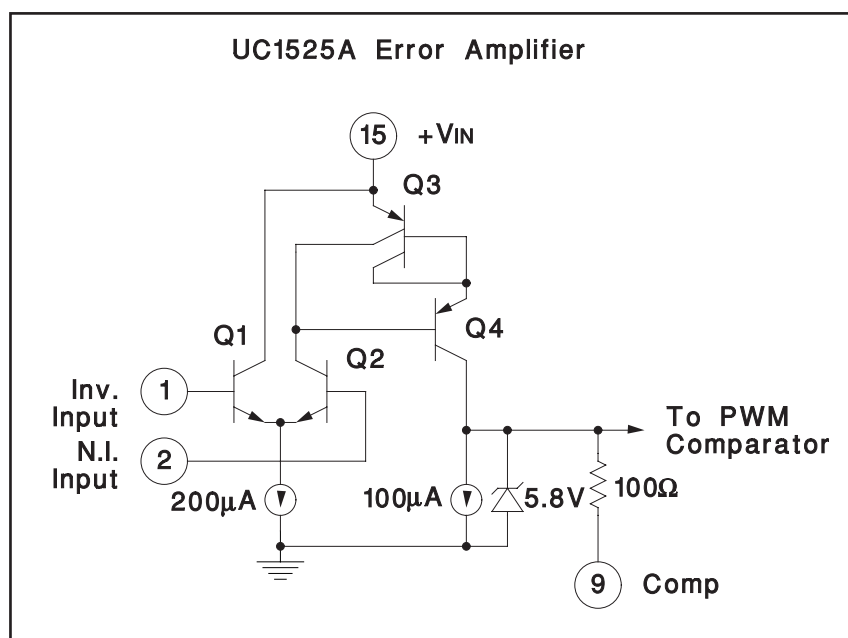 UC1525A Error Amplifier
15 +VIN
Q3
Q4
Q1
Q2
Inv.
Input
1
N.I.
Input
2
To PWM
Comparator
200µA
100µA
5.8V
100Ω
9 Comp